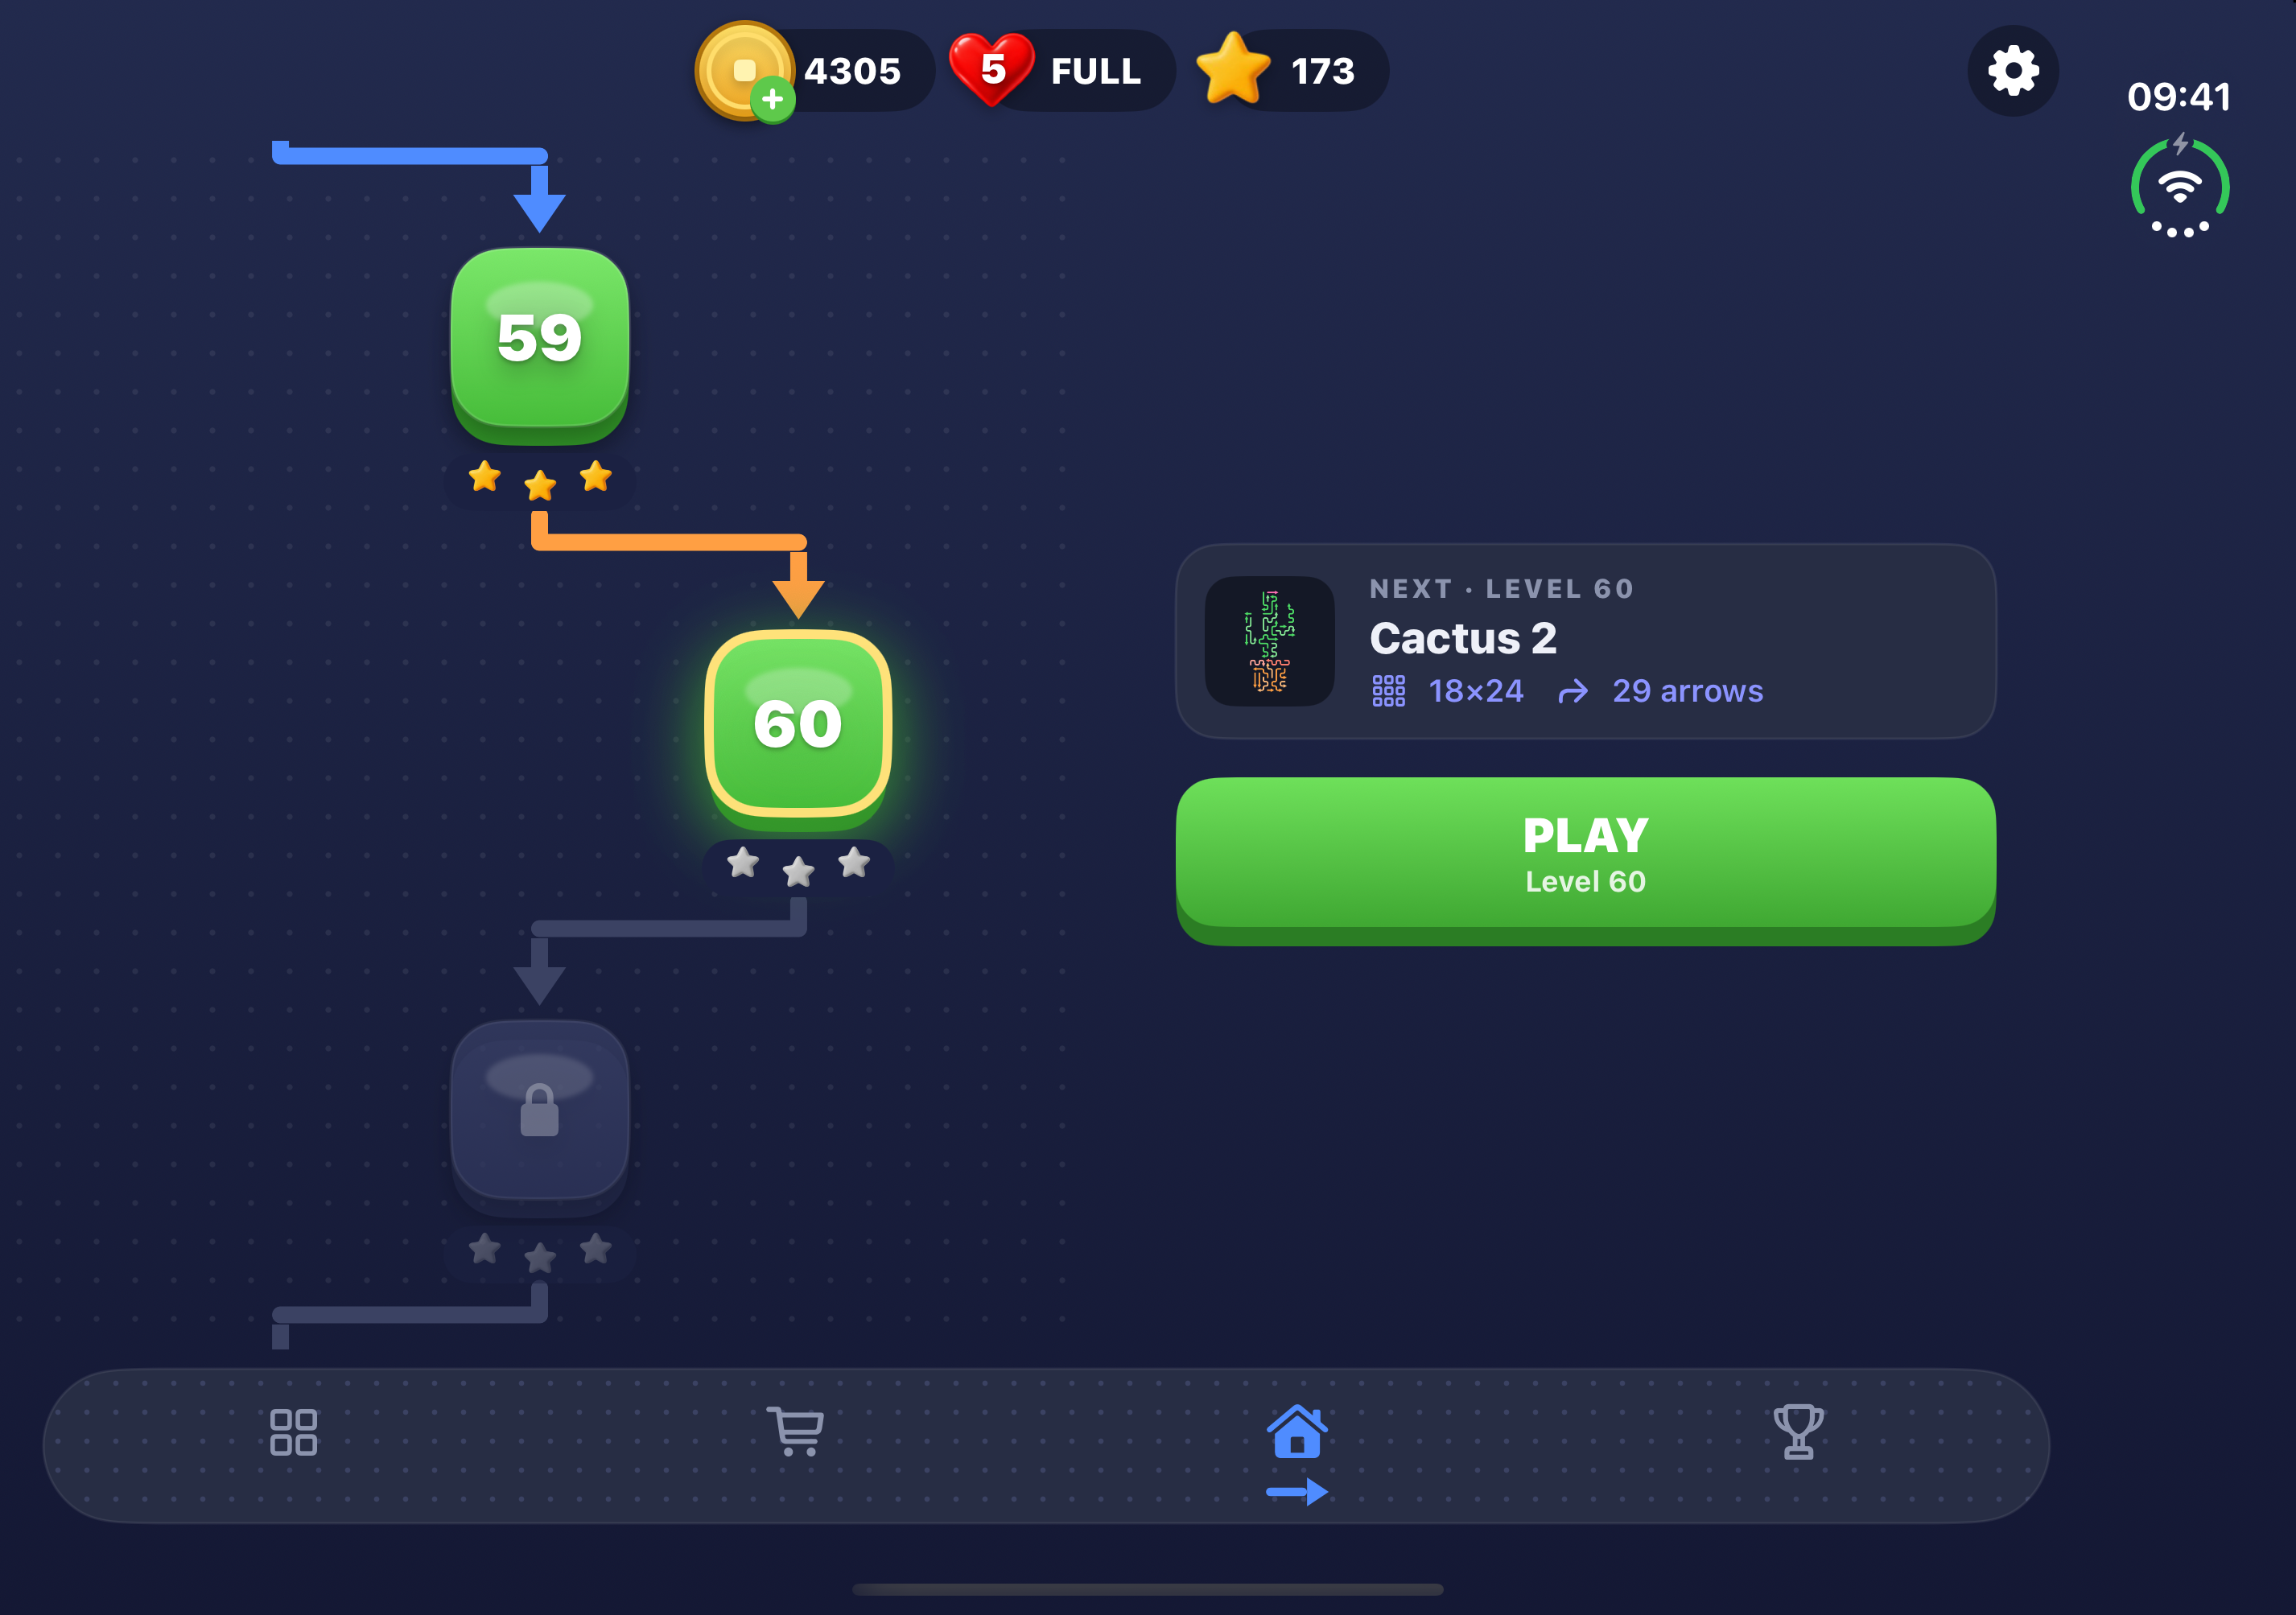 4305
5
FULL
173
09:41
59
60
NEXT · LEVEL 60
Cactus 2
18×24
29 arrows
PLAY
Level 60